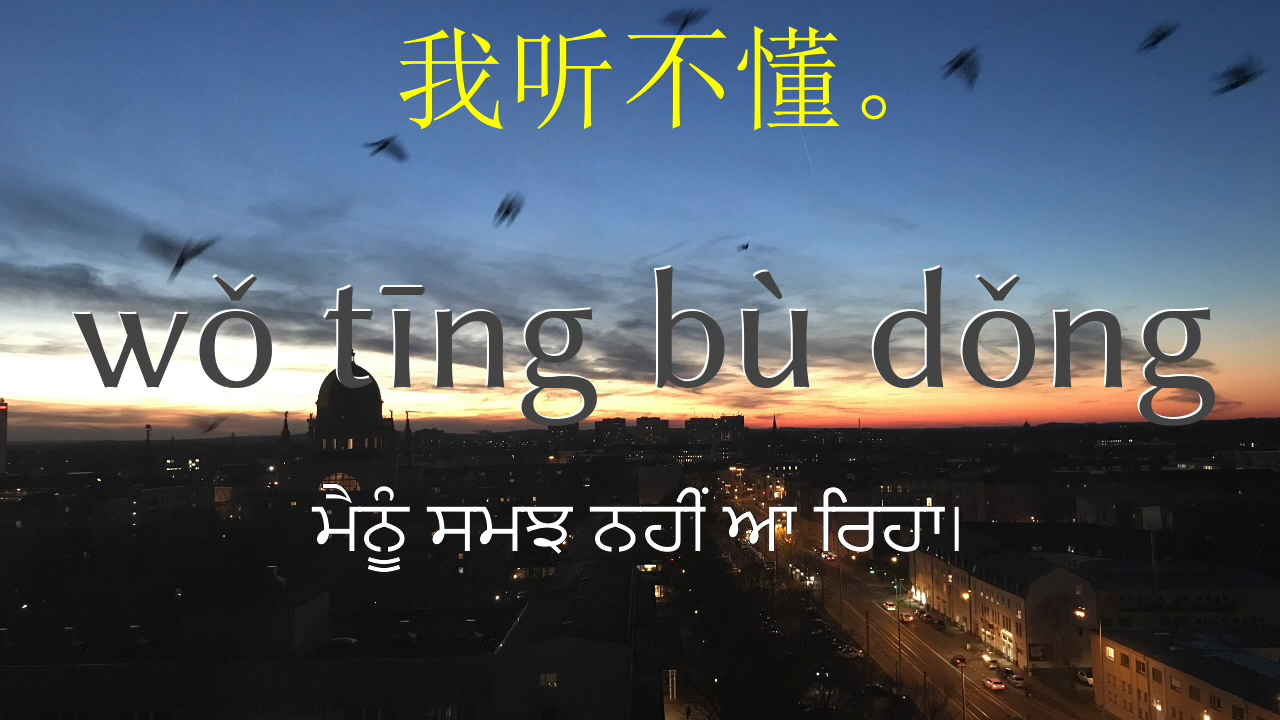 我听不懂。
wǒ tīng bù dǒng
ਮੈਨੂੰ ਸਮਝ ਨਹੀਂ ਆ ਰਿਹਾ।